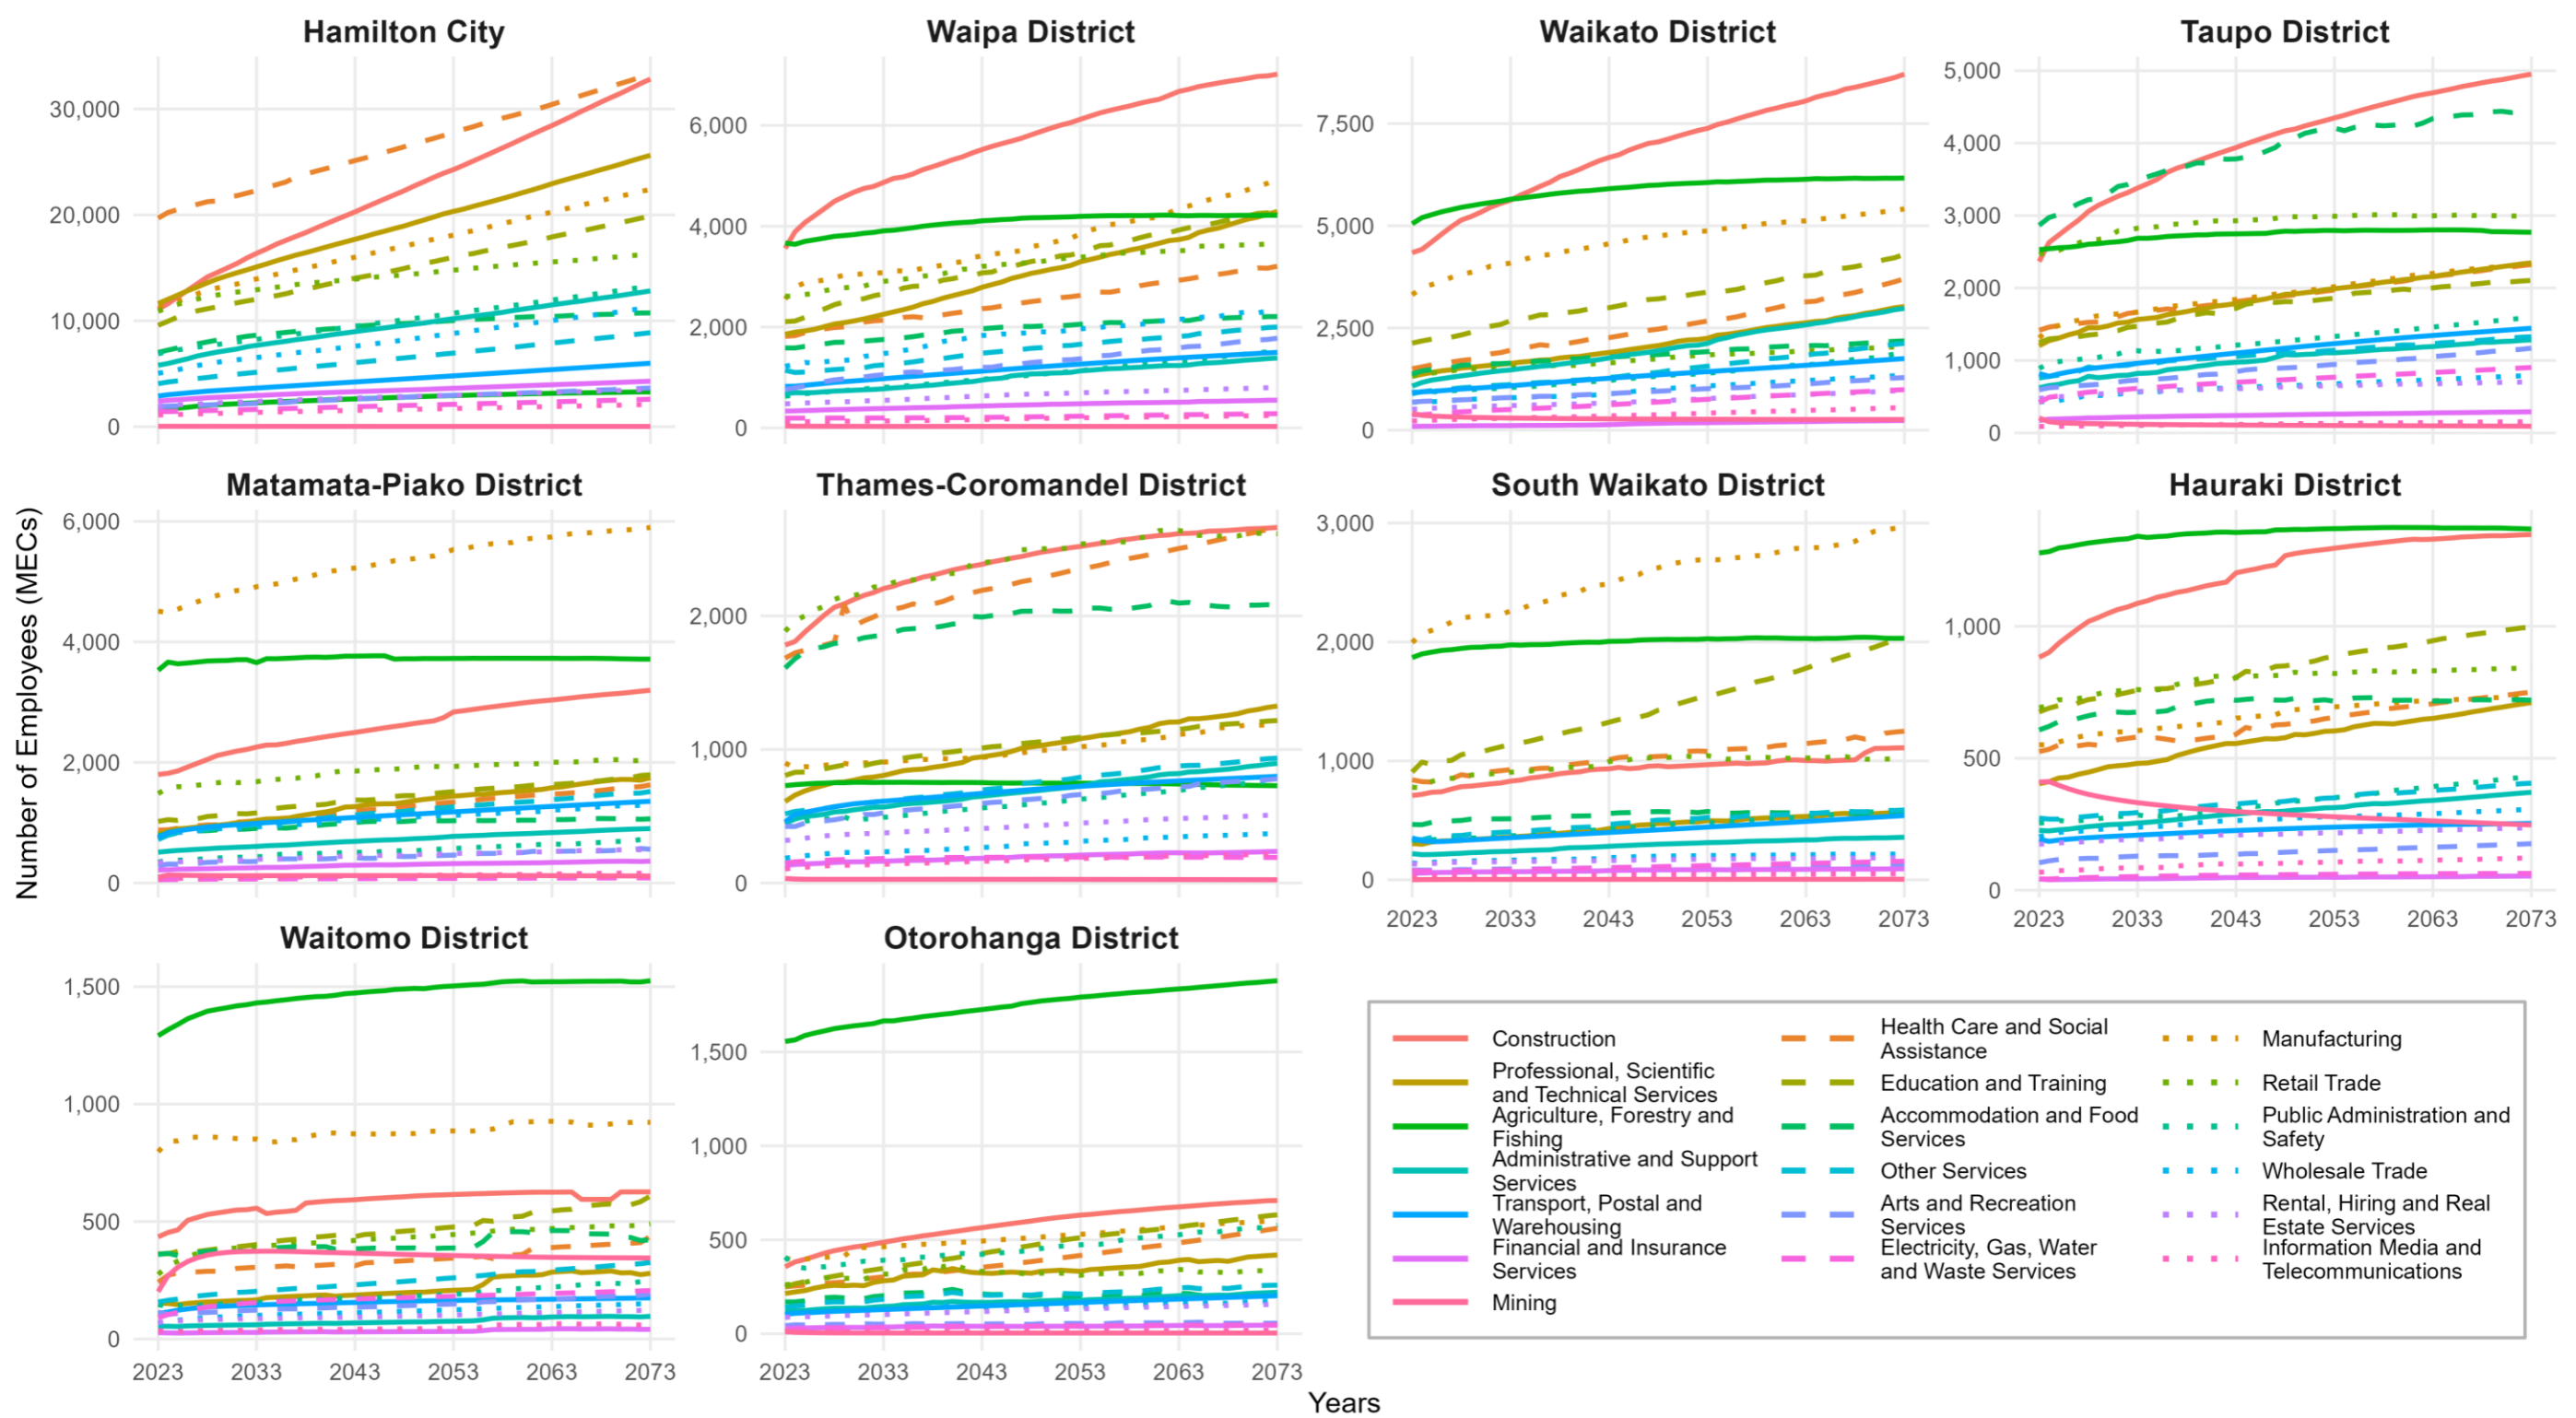 Hamilton City
Waipa District
Waikato District
Taupo District
30,000
20,000
10,000
0
6,000
4,000
2,000
0
7,500
5,000
2,500
0
5,000
4,000
3,000
2,000
1,000
0
Matamata-Piako District
Thames-Coromandel District
South Waikato District
Hauraki District
Number of Employees (MECs)
6,000
4,000
2,000
0
2,000
1,000
0
3,000
2,000
1,000
0
1,000
500
0
2023 2033 2043 2053 2063 2073
2023 2033 2043 2053 2063 2073
Waitomo District
Otorohanga District
1,500
1,000
500
0
1,500
1,000
500
0
2023 2033 2043 2053 2063 2073
2023 2033 2043 2053 2063 2073
Years
Construction
Professional, Scientific
and Technical Services
Agriculture, Forestry and
Fishing
Administrative and Support
Services
Transport, Postal and
Warehousing
Financial and Insurance
Services
Mining
Health Care and Social
Assistance
Education and Training
Accommodation and Food
Services
Other Services
Arts and Recreation
Services
Electricity, Gas, Water
and Waste Services
Manufacturing
Retail Trade
Public Administration and
Safety
Wholesale Trade
Rental, Hiring and Real
Estate Services
Information Media and
Telecommunications